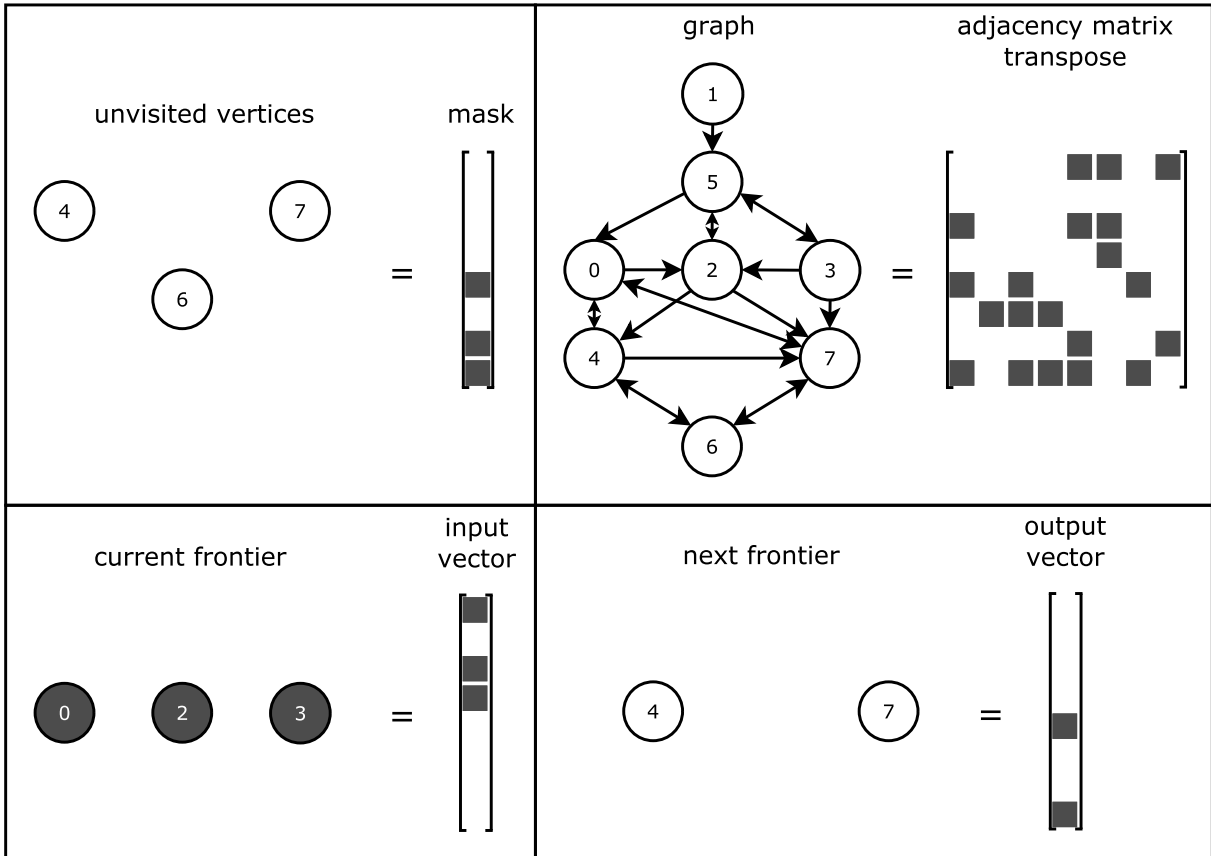 unvisited vertices
mask
4
7
6
=
graph
adjacency matrix
transpose
1
5
0
2
3
4
7
6
=
current frontier
input
vector
0
2
3
=
next frontier
output
vector
4
7
=